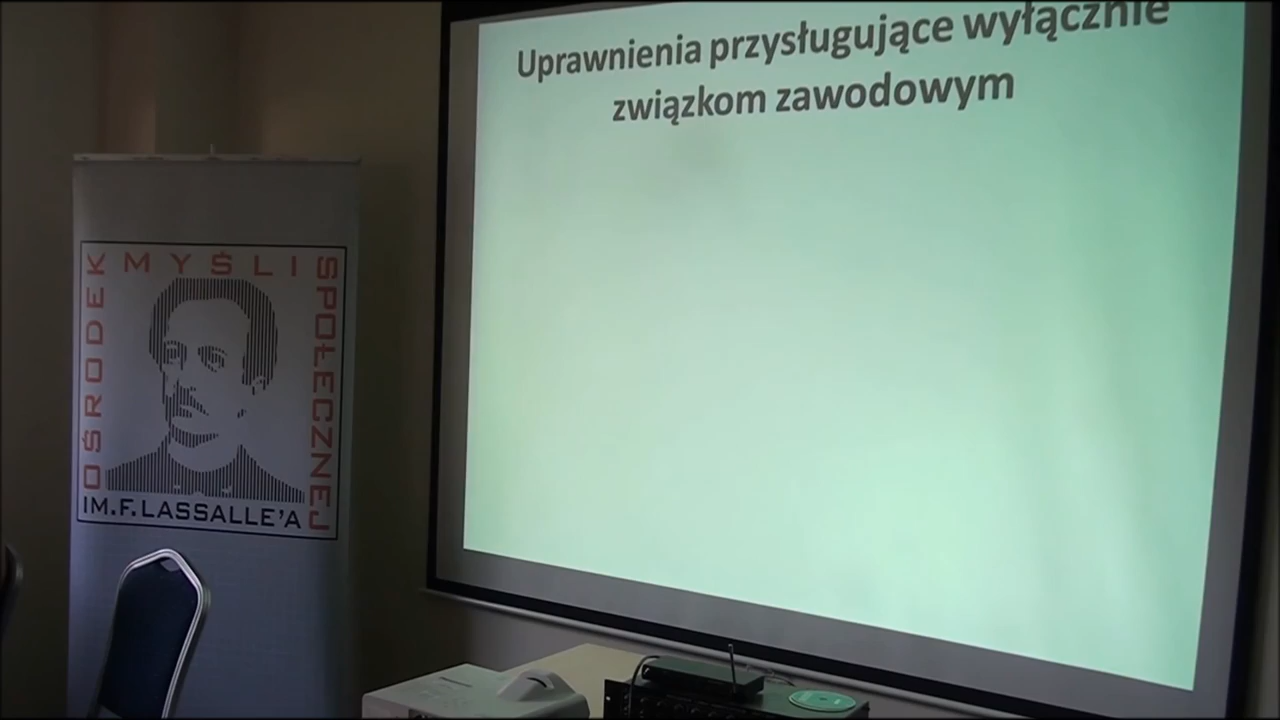 Uprawnienia przysługujące wyłącznie
związkom zawodowym
OŚRODEK
MYŚLI
SPOŁECZNEJ
IM.F.LASSALLE'A